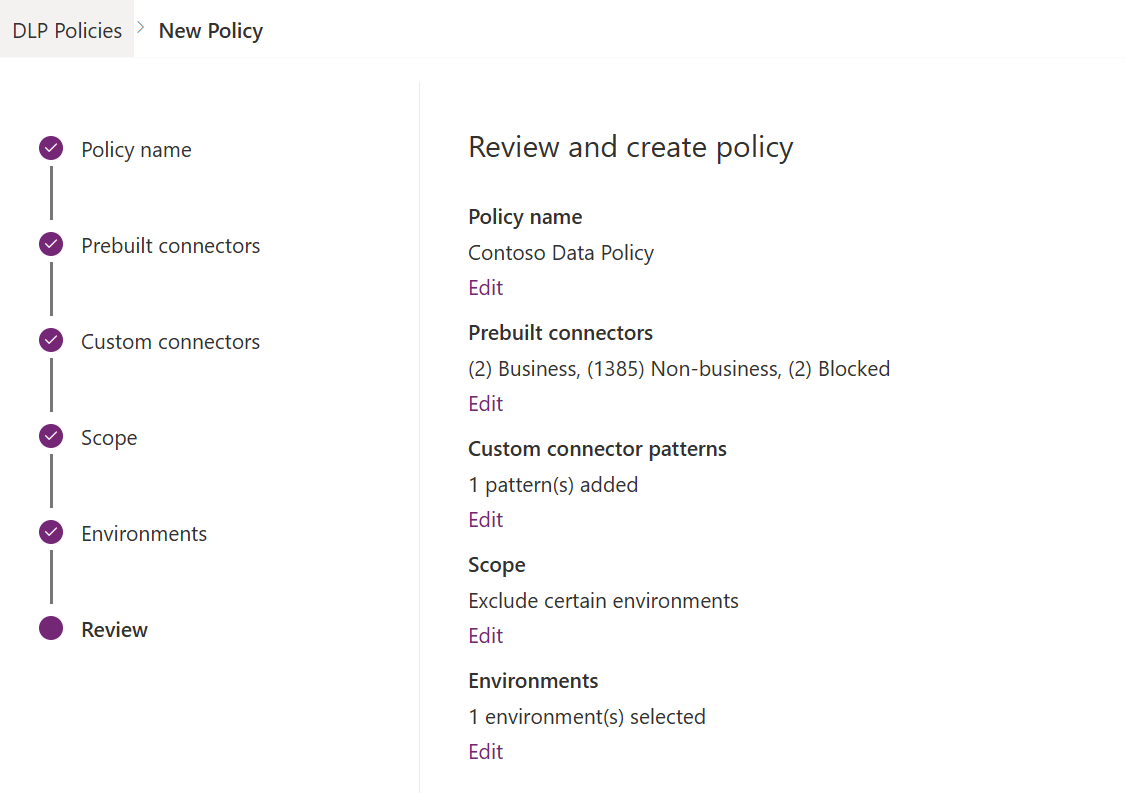 DLP Policies > New Policy
Policy name
Prebuilt connectors
Custom connectors
Scope
Environments
Review
Review and create policy
Policy name
Contoso Data Policy
Edit
Prebuilt connectors
(2) Business, (1385) Non-business, (2) Blocked
Edit
Custom connector patterns
1 pattern(s) added
Edit
Scope
Exclude certain environments
Edit
Environments
1 environment(s) selected
Edit